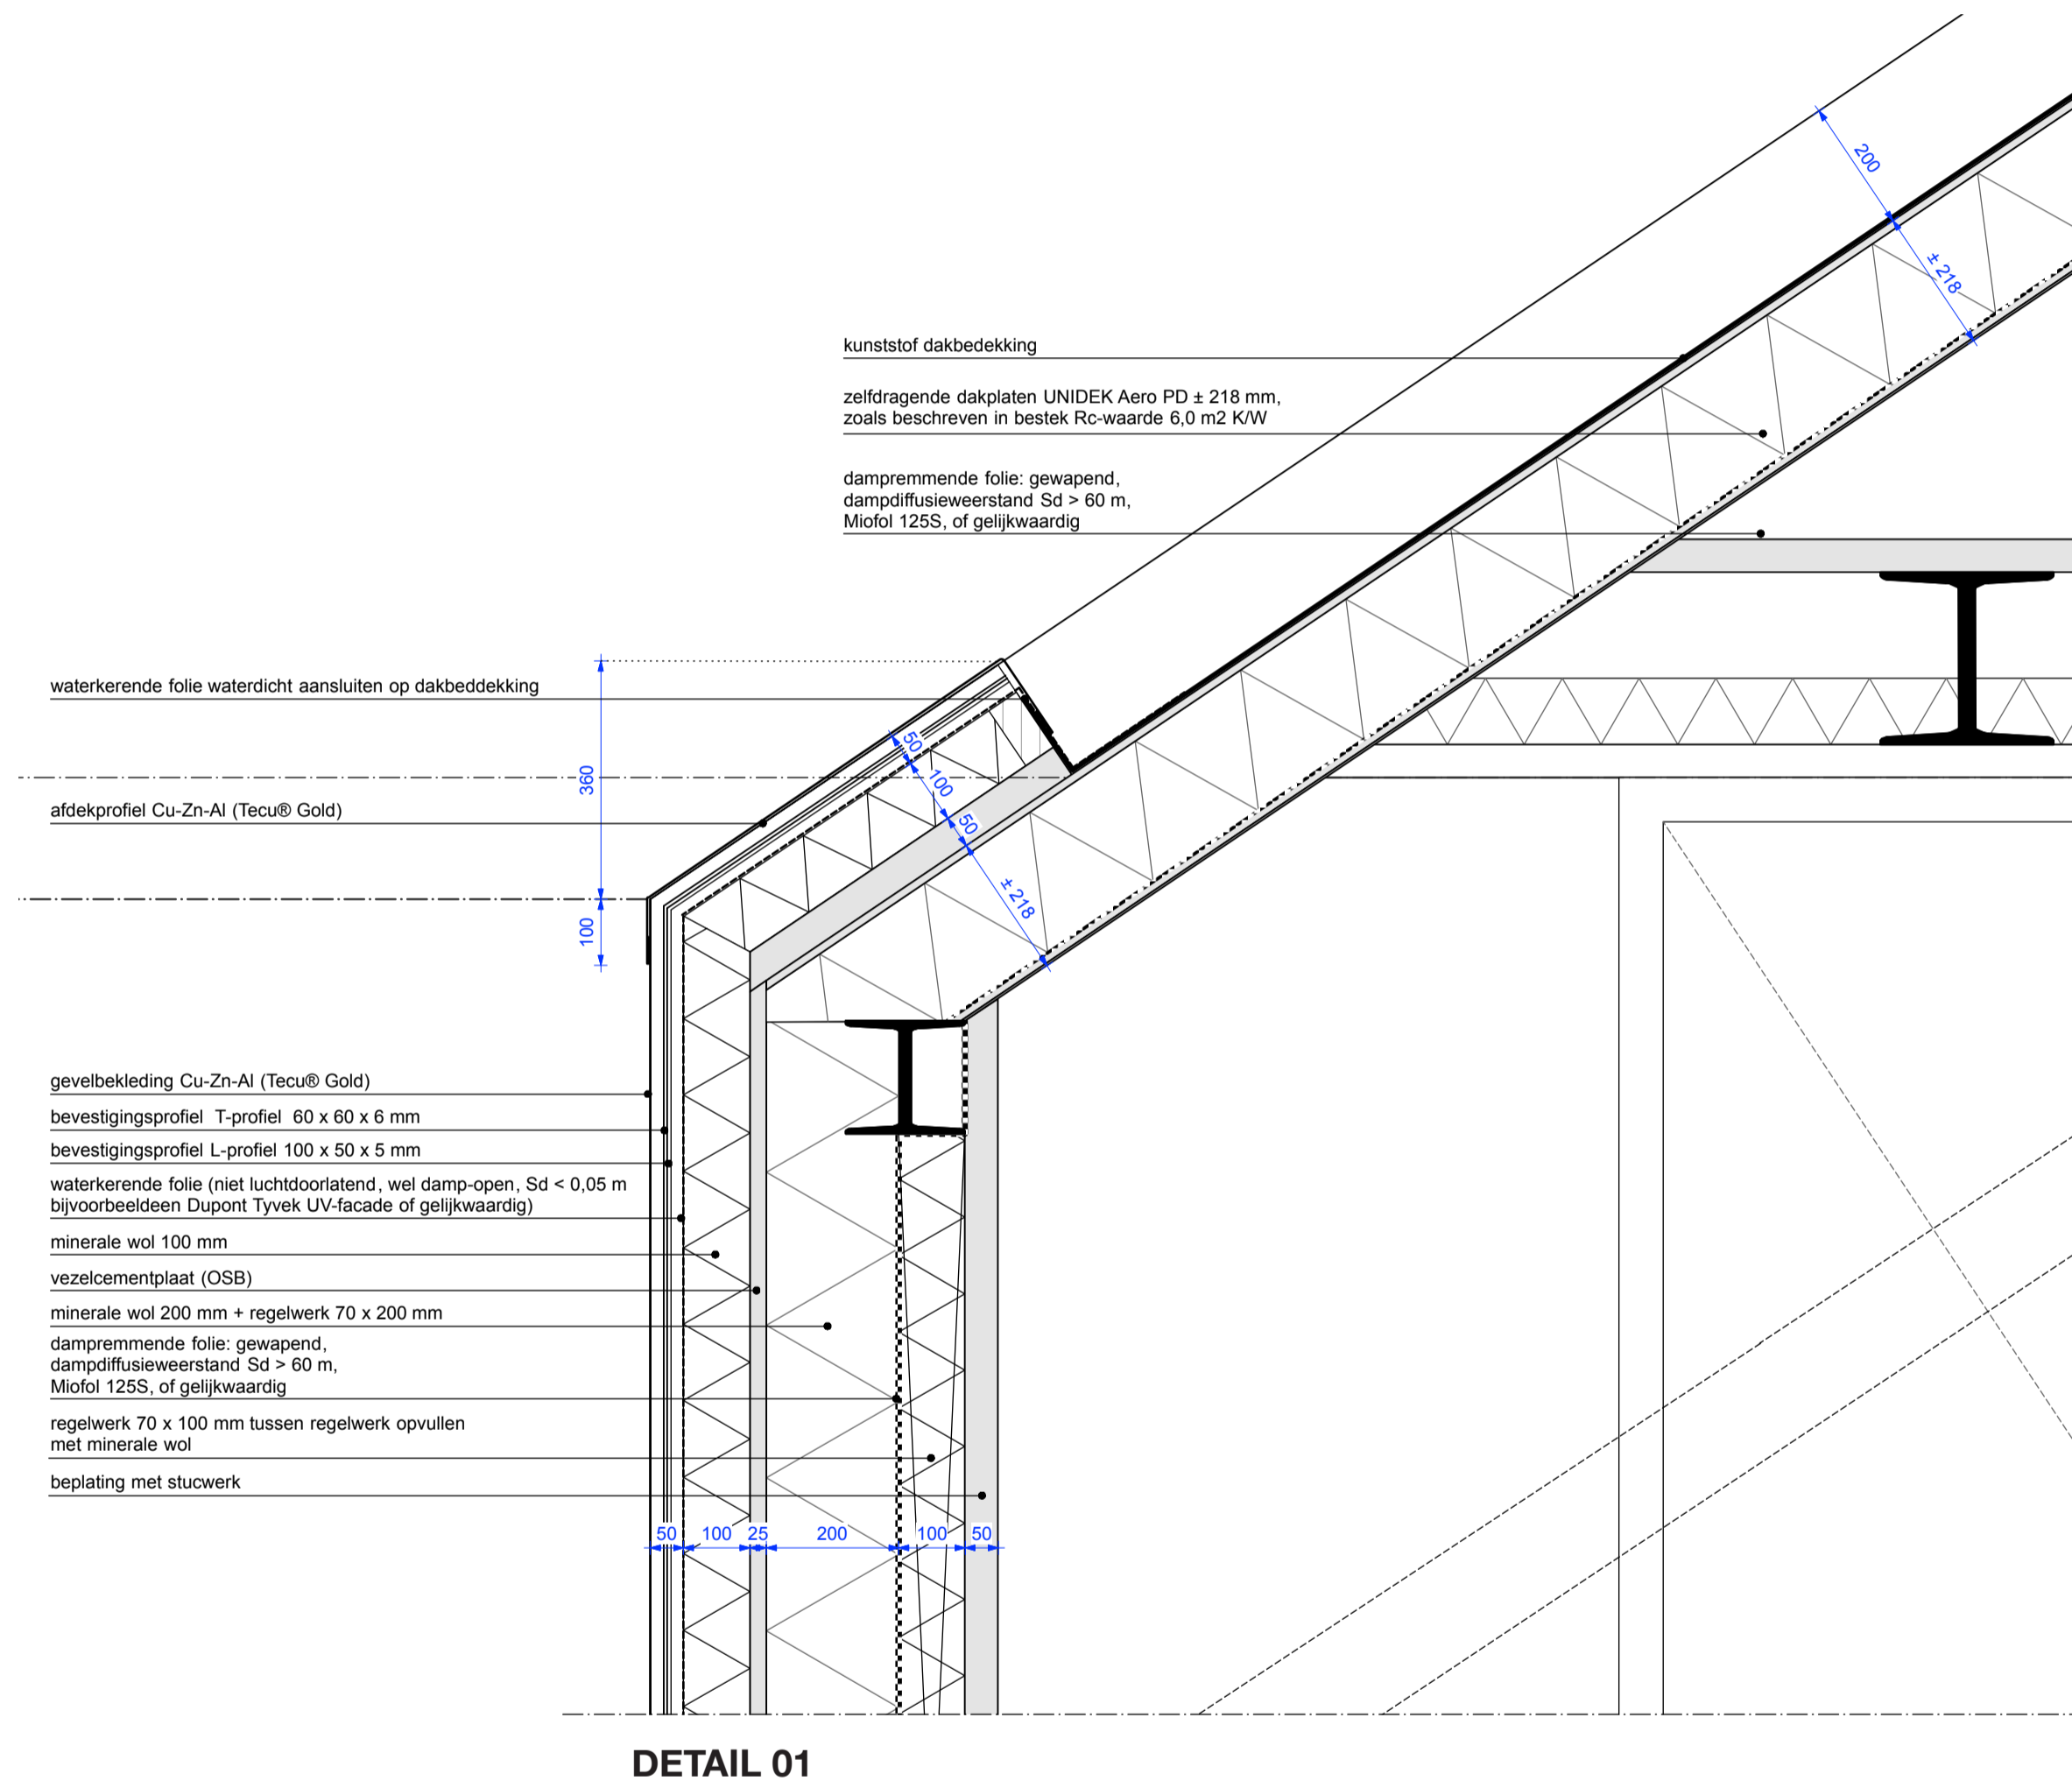 200
± 218
kunststof dakbedekking
zelfdragende dakplaten UNIDEK Aero PD ± 218 mm,
zoals beschreven in bestek Rc-waarde 6,0 m2 K/W
dampremmende folie: gewapend,
dampdiffusieweerstand Sd > 60 m,
Miofol 125S, of gelijkwaardig
waterkerende folie waterdicht aansluiten op dakbeddekking
50
100
50
± 218
360
100
afdekprofiel Cu-Zn-Al (Tecu® Gold)
gevelbekleding Cu-Zn-Al (Tecu® Gold)
bevestigingsprofiel T-profiel 60 x 60 x 6 mm
bevestigingsprofiel L-profiel 100 x 50 x 5 mm
waterkerende folie (niet luchtdoorlatend, wel damp-open, Sd < 0,05 m
bijvoorbeeldeen Dupont Tyvek UV-facade of gelijkwaardig)
minerale wol 100 mm
vezelcementplaat (OSB)
minerale wol 200 mm + regelwerk 70 x 200 mm
dampremmende folie: gewapend,
dampdiffusieweerstand Sd > 60 m,
Miofol 125S, of gelijkwaardig
regelwerk 70 x 100 mm tussen regelwerk opvullen
met minerale wol
beplating met stucwerk
50 100 25 200 100 50
DETAIL 01